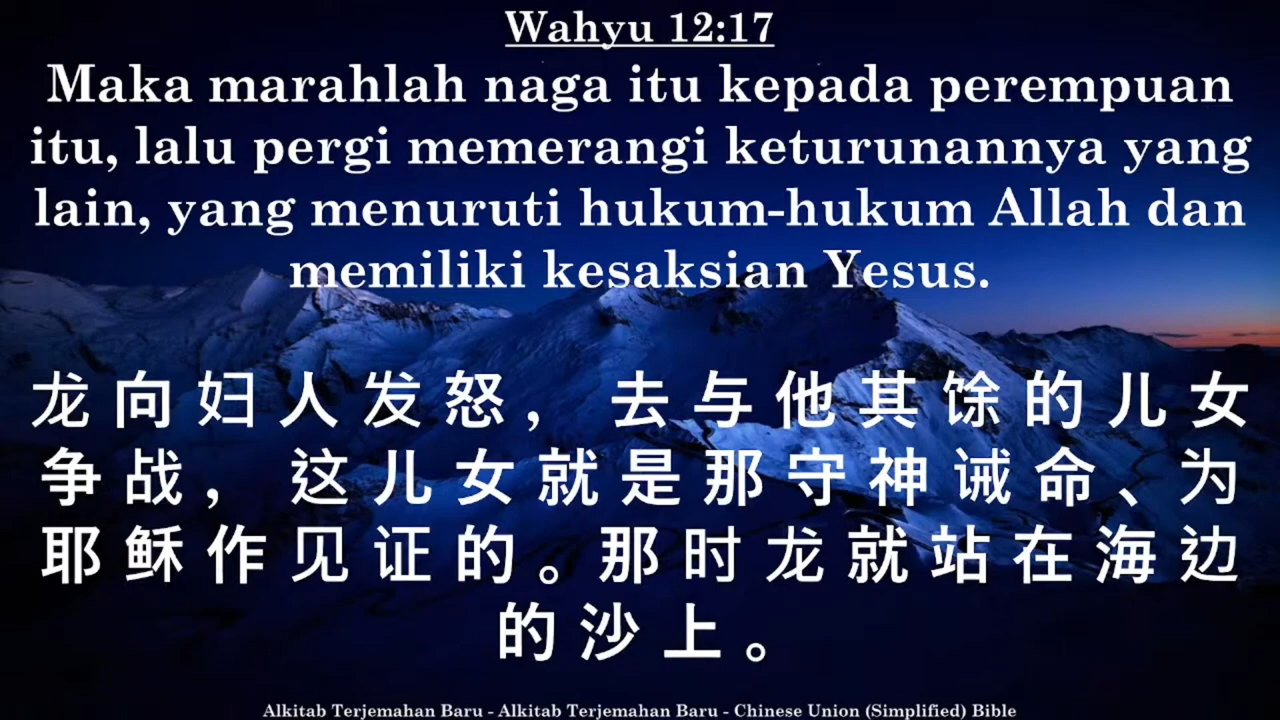 Wahyu 12:17
Maka marahlah naga itu kepada perempuan
itu, lalu pergi memerangi keturunannya yang
lain, yang menuruti hukum-hukum Allah dan
memiliki kesaksian Yesus.
龙向妇人发怒，去与他其馀的儿女
争战，这儿女就是那守神诫命、为
耶稣作见证的。那时龙就站在海边
的沙上。
Alkitab Terjemahan Baru - Alkitab Terjemahan Baru - Chinese Union (Simplified) Bible